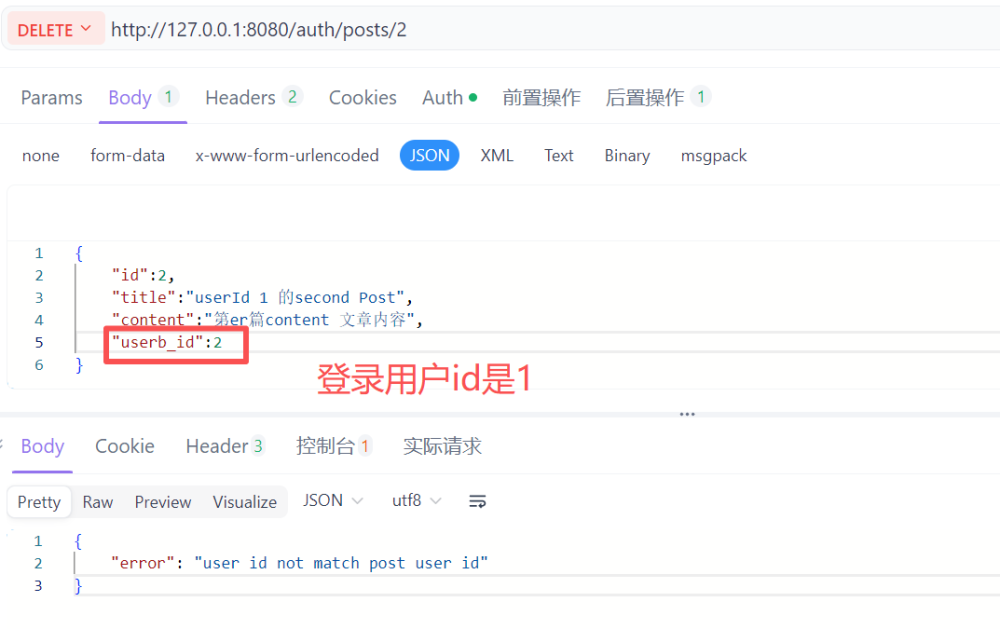 DELETE http://127.0.0.1:8080/auth/posts/2
Params Body 1 Headers 2 Cookies Auth 前置操作 后置操作 1
none form-data x-www-form-urlencoded JSON XML Text Binary msgpack
1 {
2 "id":2,
3 "title":"userId 1 的second Post",
4 "content":"第er篇content 文章内容",
5 "userb_id":2
6 }
登录用户id是1
Body Cookie Header 3 控制台 1 实际请求
Pretty Raw Preview Visualize JSON utf8
1 {
2 "error": "user id not match post user id"
3 }